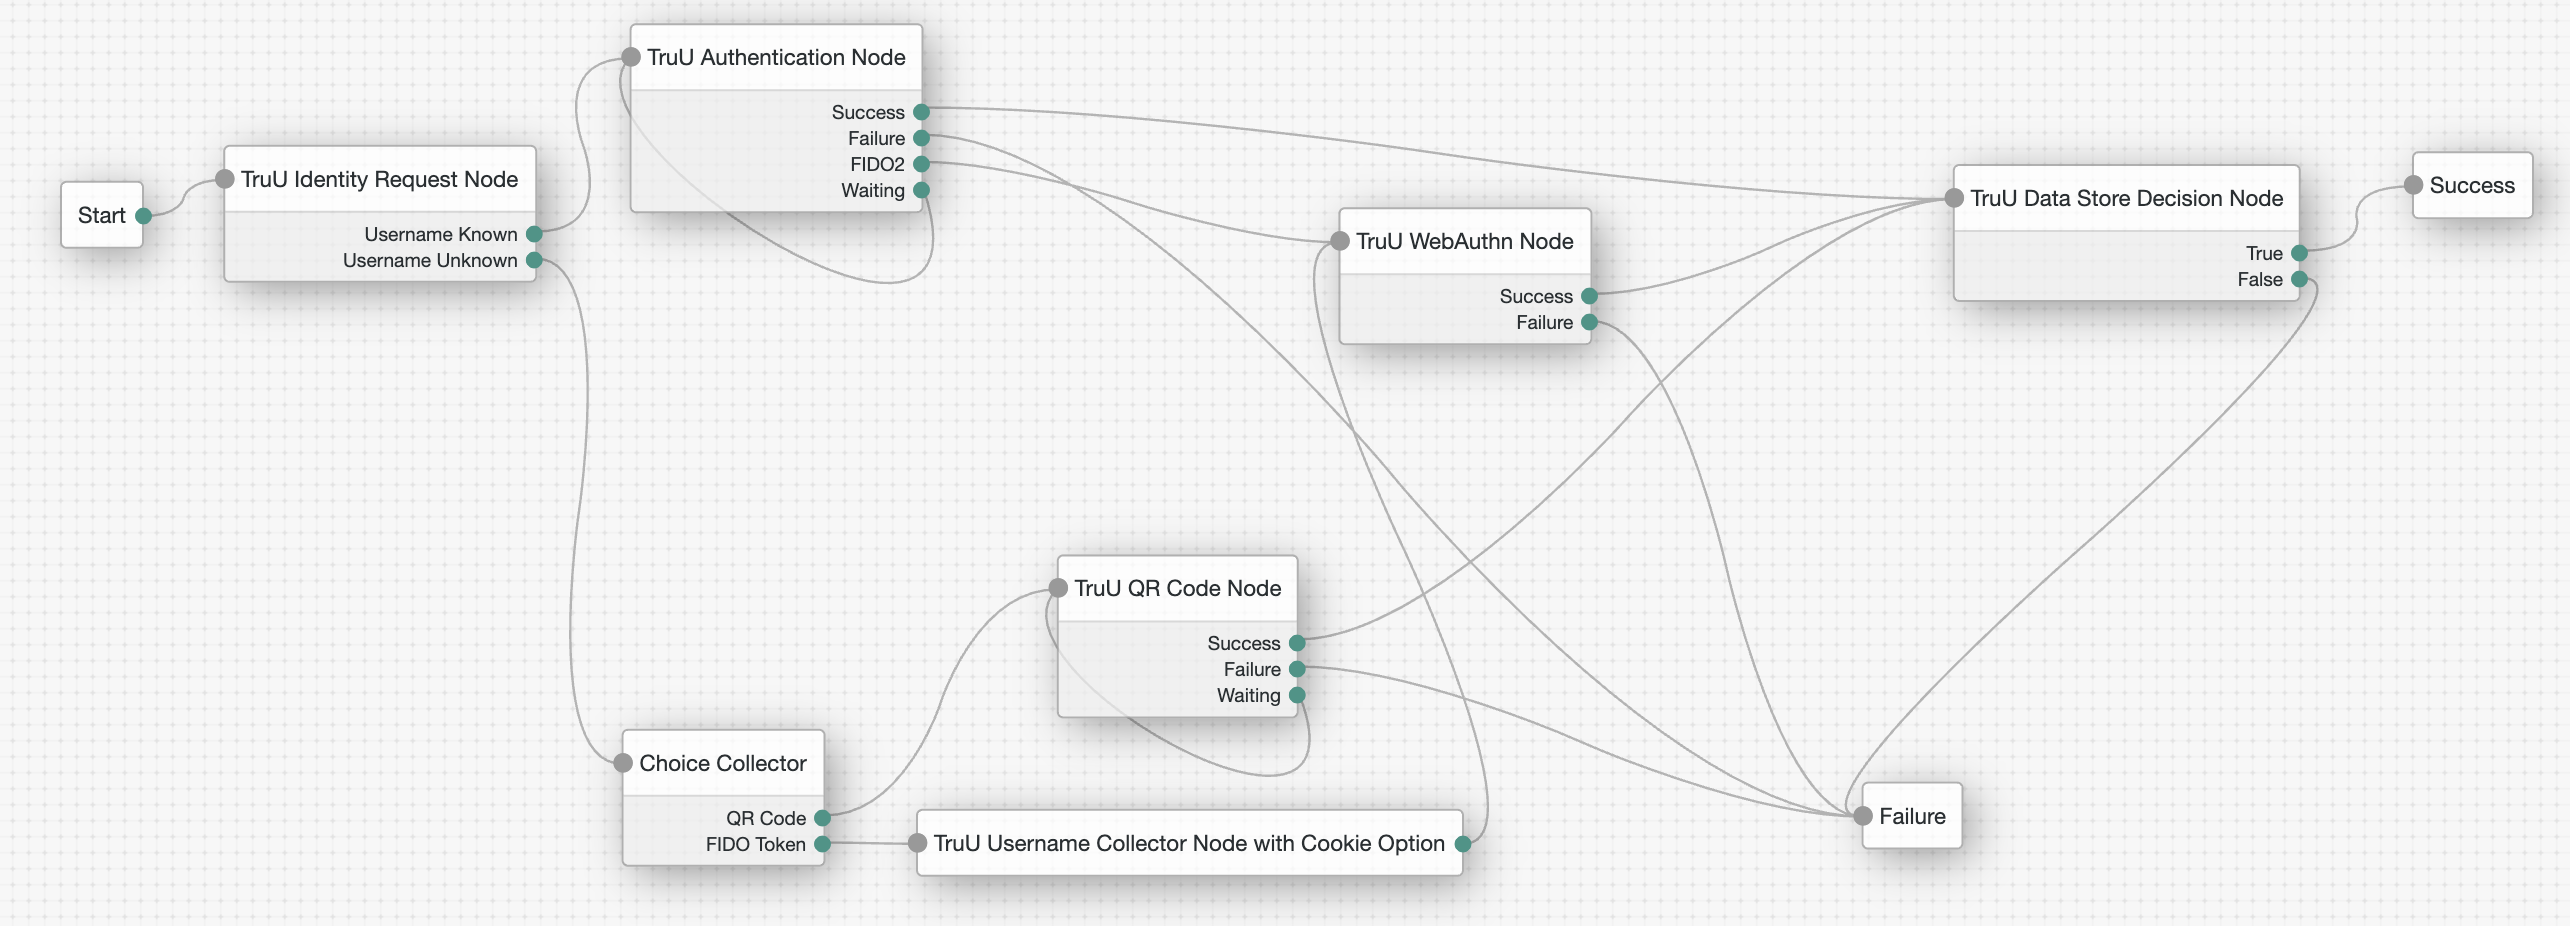 Start
TruU Identity Request Node
Username Known
Username Unknown
TruU Authentication Node
Success
Failure
FIDO2
Waiting
TruU WebAuthn Node
Success
Failure
TruU Data Store Decision Node
True
False
Success
TruU QR Code Node
Success
Failure
Waiting
Choice Collector
QR Code
FIDO Token
TruU Username Collector Node with Cookie Option
Failure